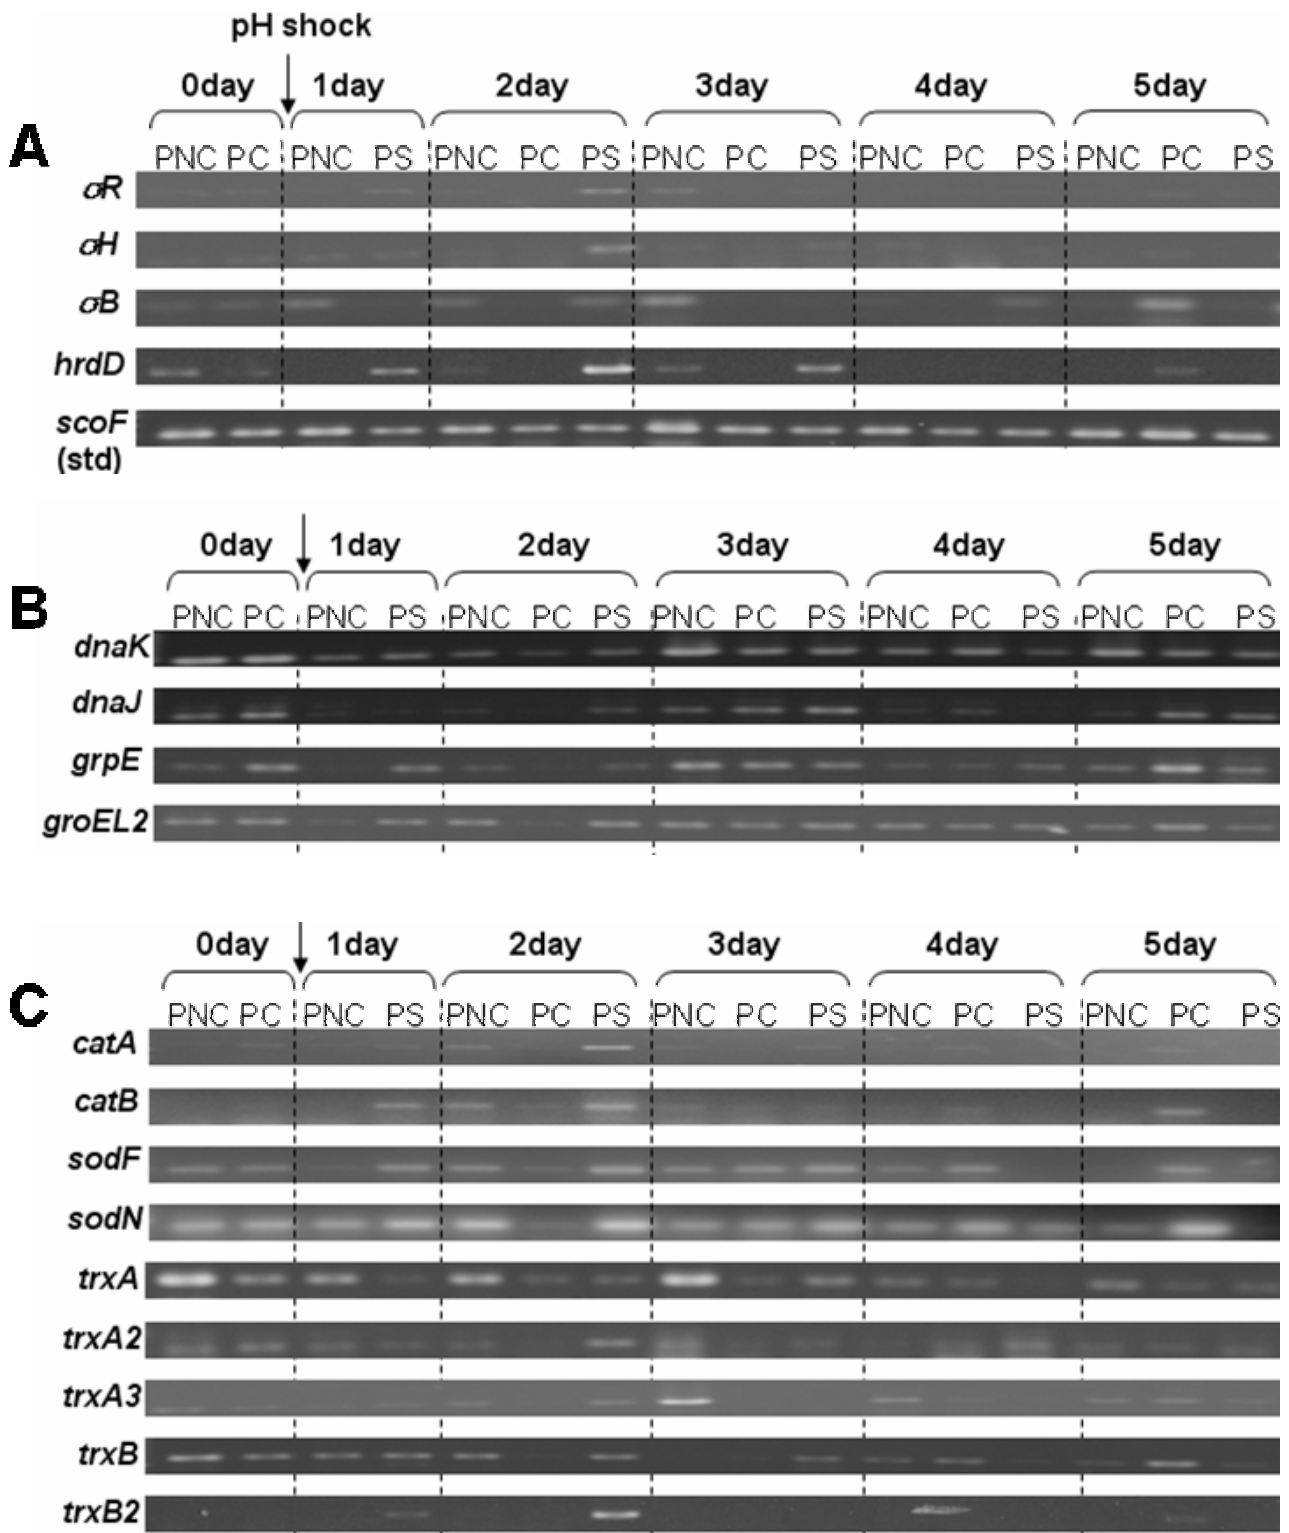 pH shock
0day 1day 2day 3day 4day 5day
A
PNC PC PNC PS PNC PC PS PNC PC PS PNC PC PS PNC PC PS
σR
σH
σB
hrdD
scoF
(std)
0day 1day 2day 3day 4day 5day
B
PNC PC PNC PS PNC PC PS PNC PC PS PNC PC PS PNC PC PS
dnaK
dnaJ
grpE
groEL2
0day 1day 2day 3day 4day 5day
C
PNC PC PNC PS PNC PC PS PNC PC PS PNC PC PS PNC PC PS
catA
catB
sodF
sodN
trxA
trxA2
trxA3
trxB
trxB2